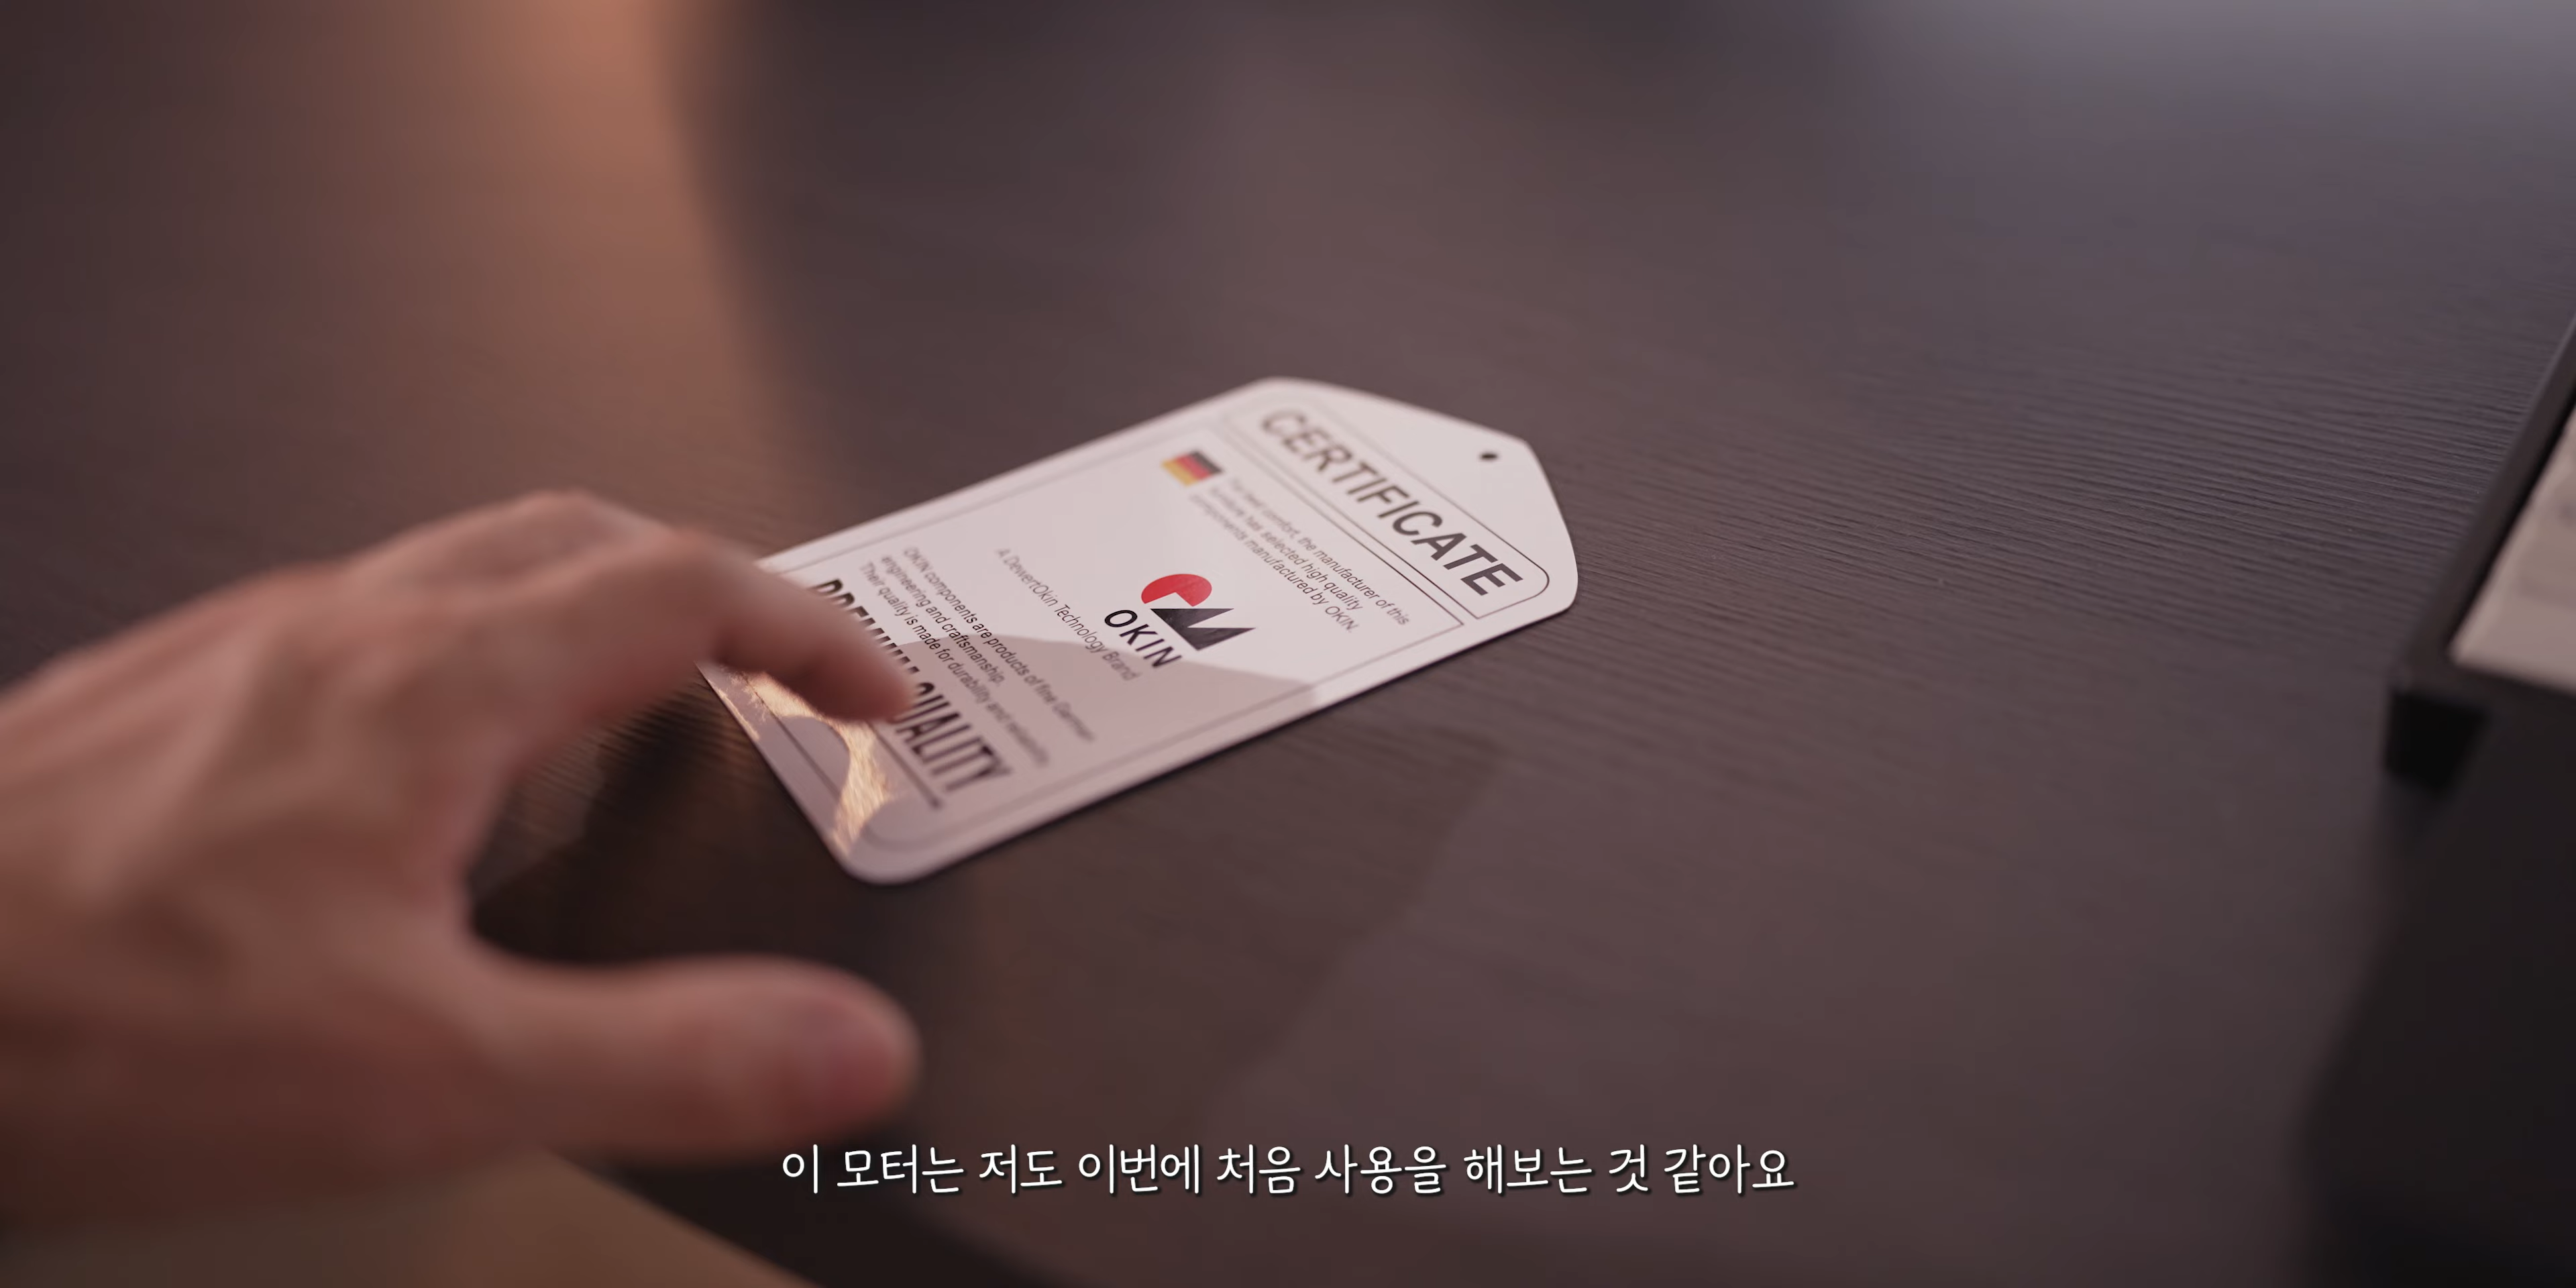 CERTIFICATE
For best comfort, the manufacturer of this
furniture has selected high quality
components manufactured by OKIN.
OKIN
A DewertOkin Technology Brand
OKIN components are products of fine German
engineering and craftsmanship.
Their quality is made for durability and reliability.
PREMIUM QUALITY
이 모터는 저도 이번에 처음 사용을 해보는 것 같아요